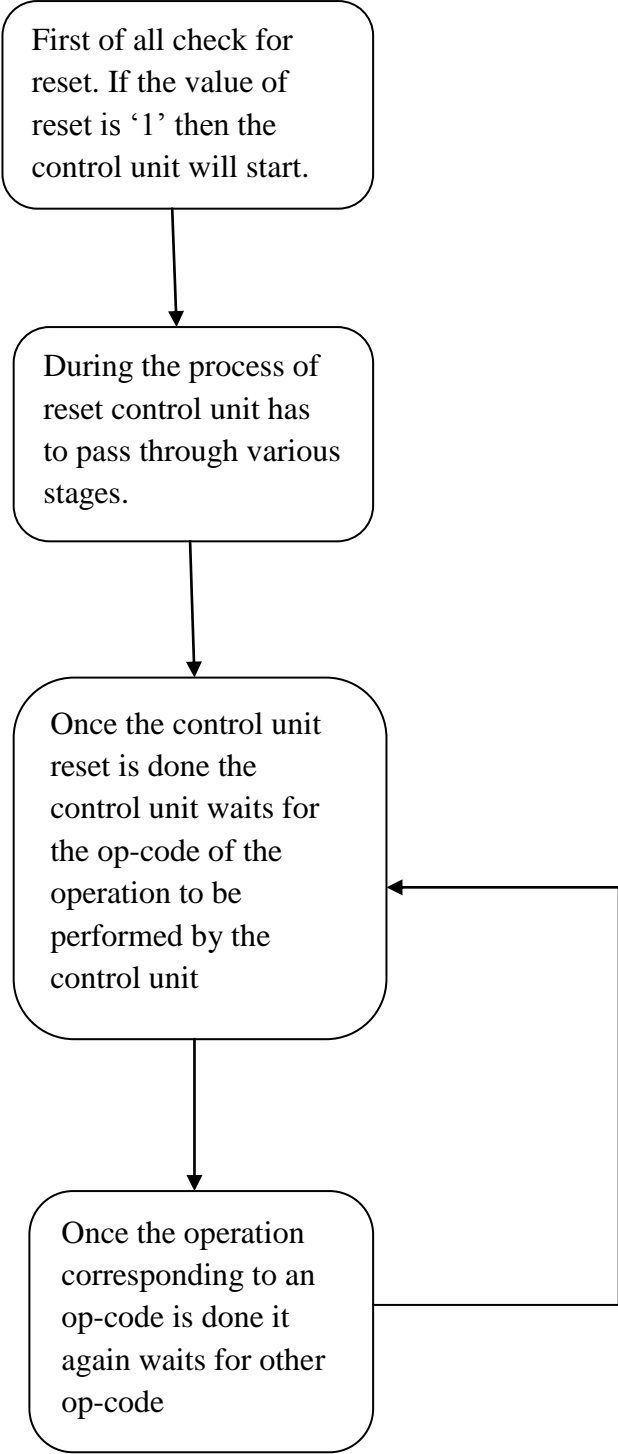 First of all check for
reset. If the value of
reset is ‘1’ then the
control unit will start.
During the process of
reset control unit has
to pass through various
stages.
Once the control unit
reset is done the
control unit waits for
the op-code of the
operation to be
performed by the
control unit
Once the operation
corresponding to an
op-code is done it
again waits for other
op-code